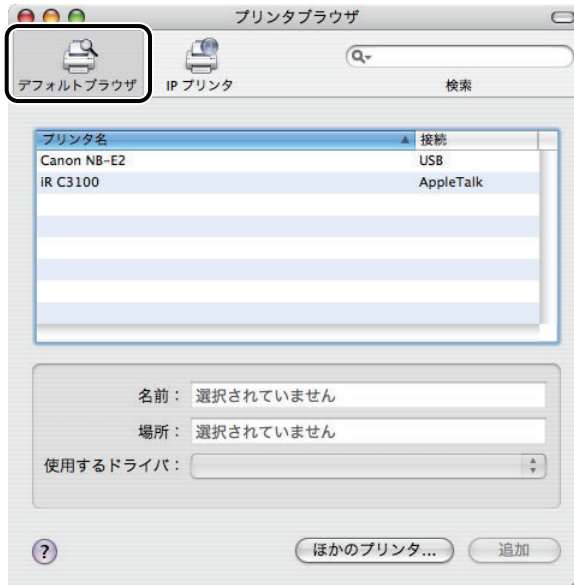 プリンタブラウザ
デフォルトブラウザ IP プリンタ 検索
プリンタ名 接続
Canon NB-E2 USB
iR C3100 AppleTalk
名前： 選択されていません
場所： 選択されていません
使用するドライバ：
? ほかのプリンタ... 追加